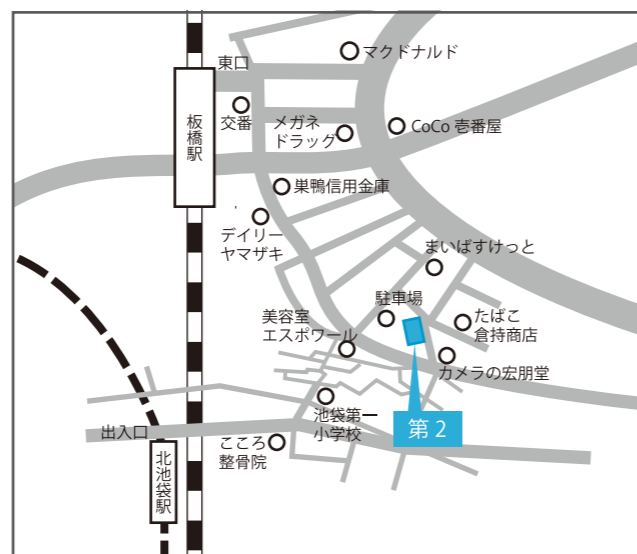 マクドナルド
東口
板橋駅
交番
メガネ
ドラッグ
CoCo 壱番屋
巣鴨信用金庫
デイリー
ヤマザキ
まいばすけっと
駐車場
美容室
エスポワール
たばこ
倉持商店
カメラの宏朋堂
池袋第一
小学校
第 2
出入口
こころ
整骨院
北池袋駅